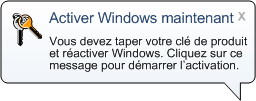 Activer Windows maintenant X
Vous devez taper votre clé de produit
et réactiver Windows. Cliquez sur ce
message pour démarrer l'activation.